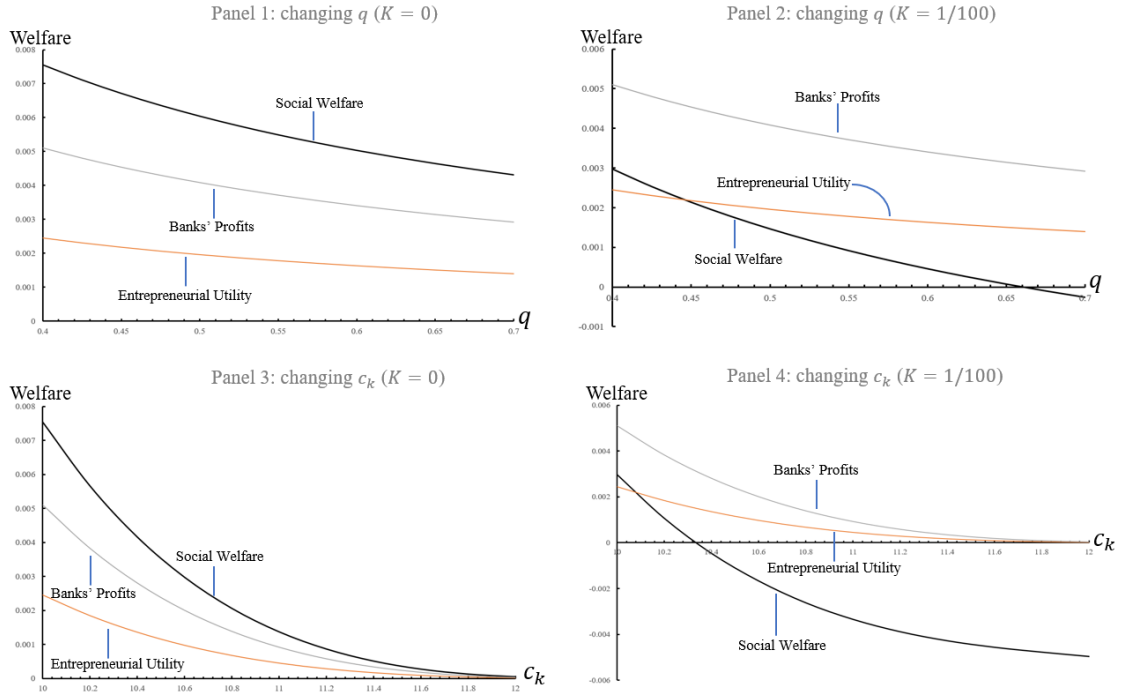 Panel 1: changing q (K = 0)
Welfare
0.008
0.007
0.006
0.005
0.004
0.003
0.002
0.001
0
Social Welfare
Banks' Profits
Entrepreneurial Utility
0.4
0.45
0.5
0.55
0.6
0.65
0.7
q
Panel 2: changing q (K = 1/100)
Welfare
0.006
0.005
0.004
0.003
0.002
0.001
0
-0.001
Banks' Profits
Entrepreneurial Utility
Social Welfare
0.4
0.45
0.5
0.55
0.6
0.65
0.7
q
Panel 3: changing c_k (K = 0)
Welfare
0.008
0.007
0.006
0.005
0.004
0.003
0.002
0.001
0
Social Welfare
Banks' Profits
Entrepreneurial Utility
10
10.2
10.4
10.6
10.8
11
11.2
11.4
11.6
11.8
12
c_k
Panel 4: changing c_k (K = 1/100)
Welfare
0.006
0.004
0.002
0
-0.002
-0.004
-0.006
Banks' Profits
10
10.2
10.4
10.6
10.8
11
11.2
11.4
11.6
11.8
12
c_k
Entrepreneurial Utility
Social Welfare